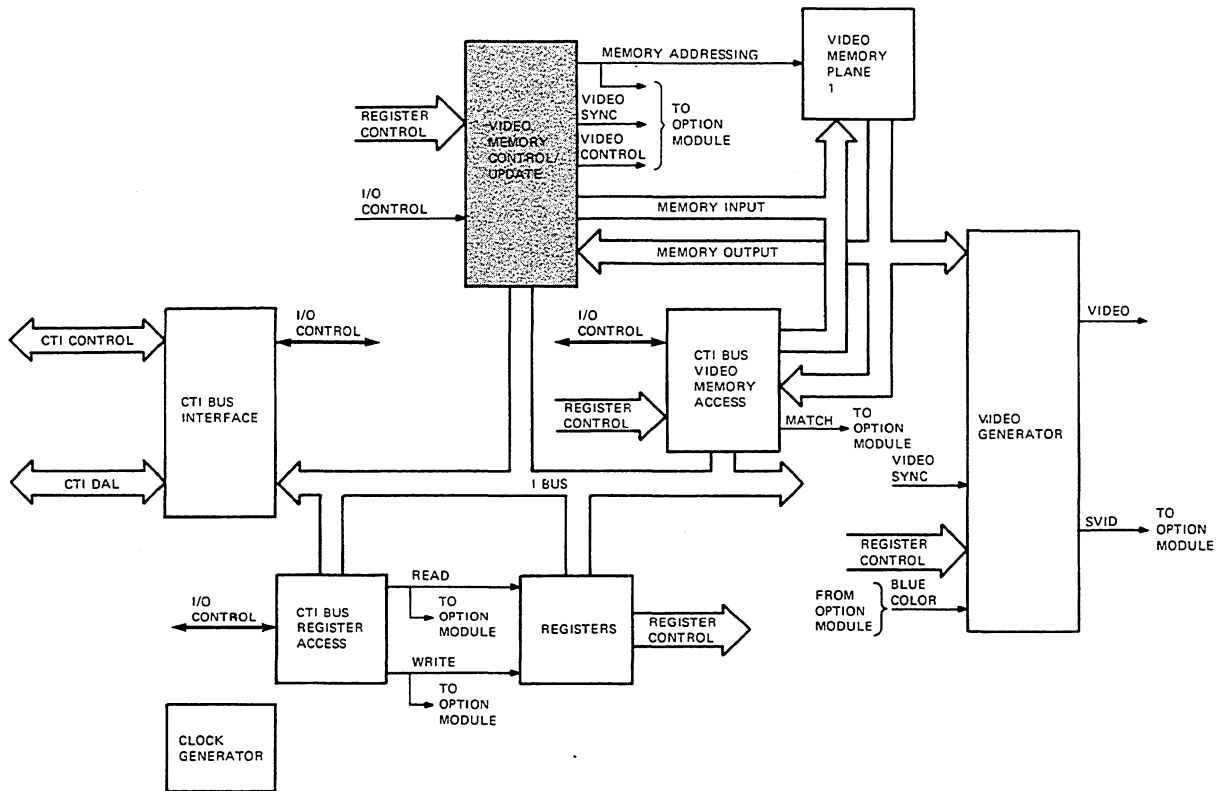 MEMORY ADDRESSING
VIDEO
MEMORY
PLANE
1
REGISTER
CONTROL
VIDEO
MEMORY
CONTROL/
UPDATE
VIDEO
SYNC
VIDEO
CONTROL
TO
OPTION
MODULE
I/O
CONTROL
MEMORY INPUT
MEMORY OUTPUT
CTI CONTROL
CTI BUS
INTERFACE
I/O
CONTROL
CTI DAL
I/O
CONTROL
CTI BUS
VIDEO
MEMORY
ACCESS
REGISTER
CONTROL
MATCH
TO
OPTION
MODULE
I BUS
VIDEO
GENERATOR
VIDEO
VIDEO
SYNC
SVID
TO
OPTION
MODULE
REGISTER
CONTROL
FROM
OPTION
MODULE
BLUE
COLOR
I/O
CONTROL
CTI BUS
REGISTER
ACCESS
READ
TO
OPTION
MODULE
WRITE
TO
OPTION
MODULE
REGISTERS
REGISTER
CONTROL
CLOCK
GENERATOR